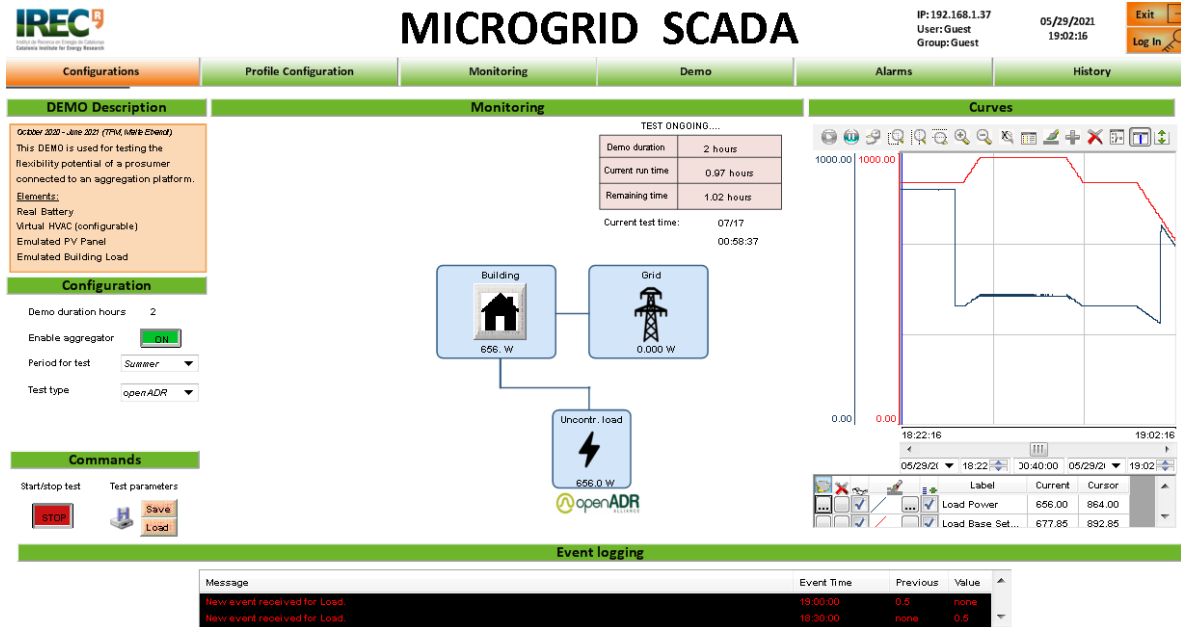 IREC
Institut de Recerca en Energia de Catalunya
Catalonia Institute for Energy Research
MICROGRID SCADA
IP: 192.168.1.37
User: Guest
Group: Guest
05/29/2021
19:02:16
Exit
Log In
Configurations
Profile Configuration
Monitoring
Demo
Alarms
History
DEMO Description
October 2020 - June 2021 (TFM, Malte Ebendt)
This DEMO is used for testing the
flexibility potential of a prosumer
connected to an aggregation platform.
Elements:
Real Battery
Virtual HVAC (configurable)
Emulated PV Panel
Emulated Building Load
Configuration
Demo duration hours 2
Enable aggregator ON
Period for test Summer
Test type openADR
Commands
Start/stop test
Test parameters
STOP
Save
Load
Monitoring
TEST ONGOING....
Demo duration 2 hours
Current run time 0.97 hours
Remaining time 1.02 hours
Current test time: 07/17
00:58:37
Building
656. W
Grid
0.000 W
Uncontr. load
656.0 W
openADR
ALLIANCE
Curves
1000.00 1000.00
0.00 0.00
18:22:16 19:02:16
05/29/2( 18:22 00:40:00 05/29/2( 19:02
Label Current Cursor
... ... Load Power 656.00 864.00
Load Base Set... 677.85 892.85
Event logging
Message Event Time Previous Value
New event received for Load. 19:00:00 0.5 none
New event received for Load. 18:30:00 none 0.5